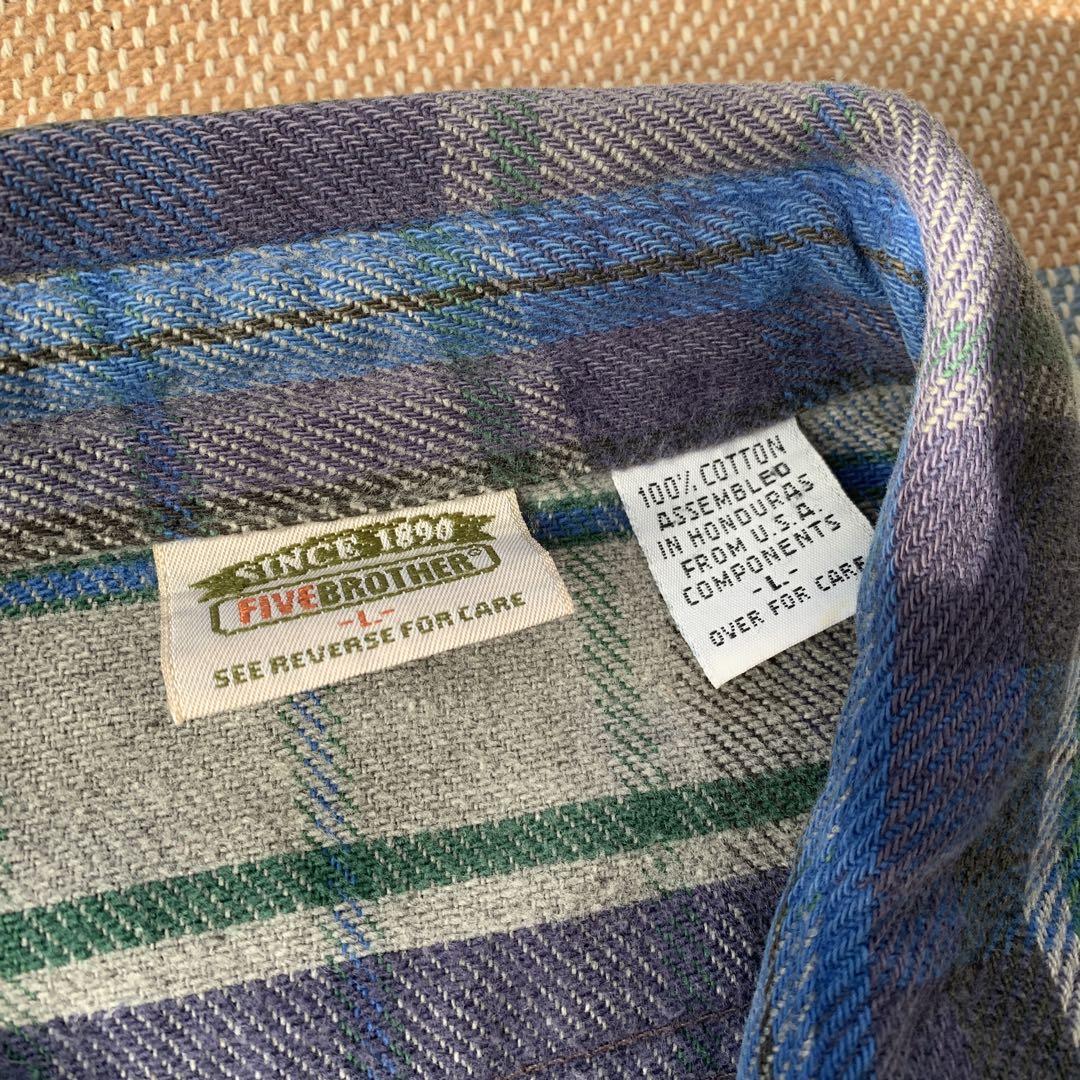 SINCE 1890
FIVEBROTHER®
-L-
SEE REVERSE FOR CARE
100% COTTON
ASSEMBLED
IN HONDURAS
FROM U.S.A.
COMPONENTS
-L-
OVER FOR CARE